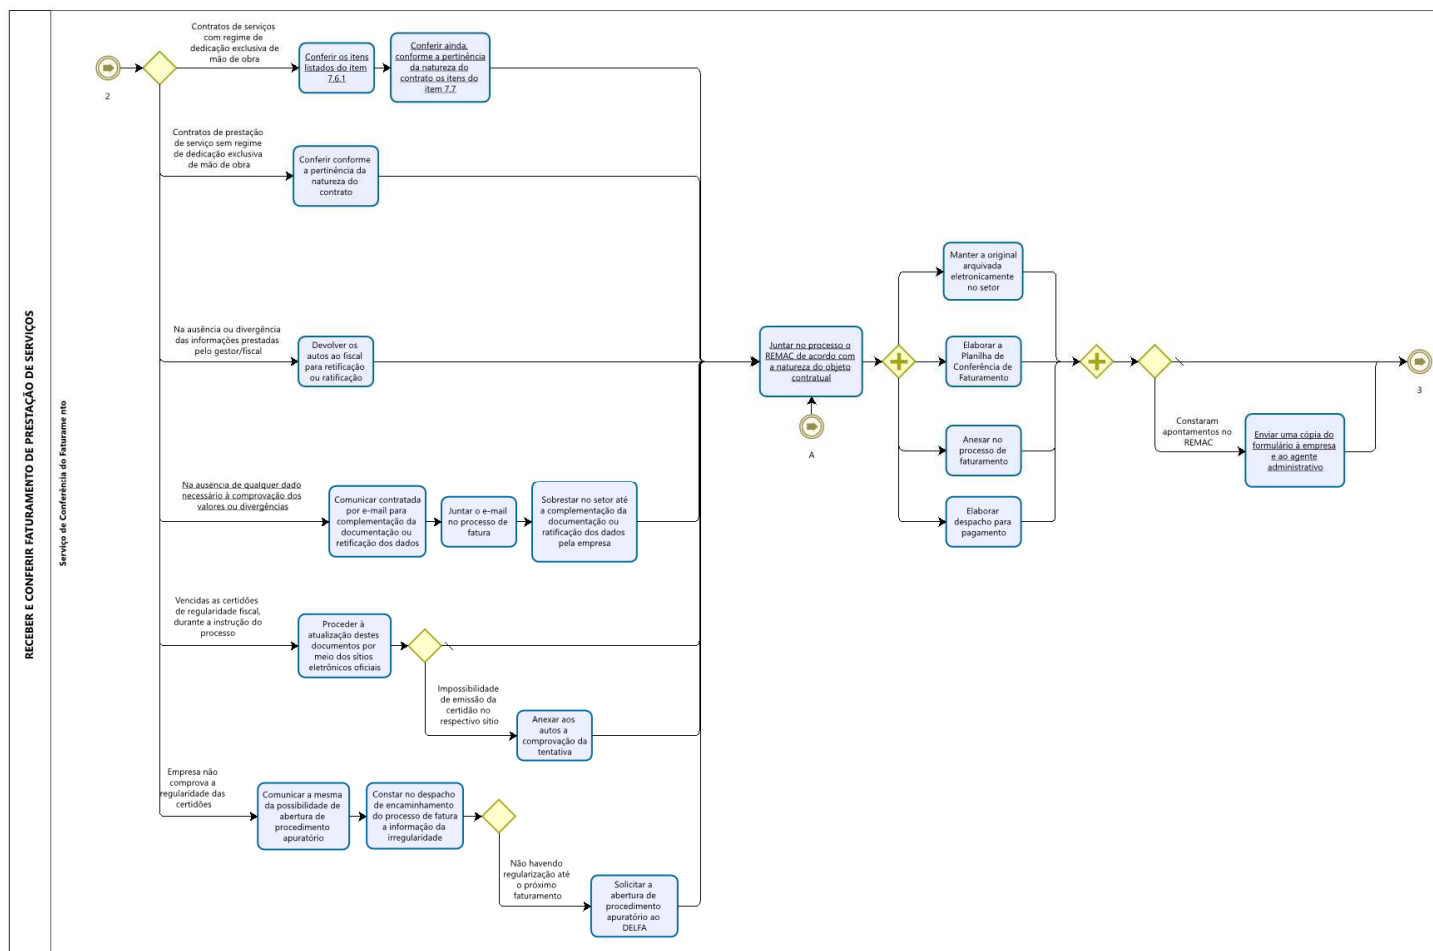 RECEBER E CONFERIR FATURAMENTO DE PRESTAÇÃO DE SERVIÇOS
Serviço de Conferência do Faturame nto
2
Contratos de serviços
com regime de
dedicação exclusiva de
mão de obra
Conferir os itens
listados do item
7.6.1
Conferir ainda,
conforme a pertinência
da natureza do
contrato os itens do
item 7.7
Contratos de prestação
de serviço sem regime
de dedicação exclusiva
de mão de obra
Conferir conforme
a pertinência da
natureza do
contrato
Na ausência ou divergência
das informações prestadas
pelo gestor/fiscal
Devolver os
autos ao fiscal
para retificação
ou ratificação
Na ausência de qualquer dado
necessário à comprovação dos
valores ou divergências
Comunicar contratada
por e-mail para
complementação da
documentação ou
retificação dos dados
Juntar o e-mail
no processo de
fatura
Sobrestar no setor até
a complementação da
documentação ou
ratificação dos dados
pela empresa
Vencidas as certidões
de regularidade fiscal,
durante a instrução do
processo
Proceder à
atualização destes
documentos por
meio dos sítios
eletrônicos oficiais
Impossibilidade
de emissão da
certidão no
respectivo sítio
Anexar aos
autos a
comprovação da
tentativa
Empresa não
comprova a
regularidade das
certidões
Comunicar a mesma
da possibilidade de
abertura de
procedimento
apuratório
Constar no despacho
de encaminhamento
do processo de fatura
a informação da
irregularidade
Não havendo
regularização até
o próximo
faturamento
Solicitar a
abertura de
procedimento
apuratório ao
DELFA
Juntar no processo o
REMAC de acordo com
a natureza do objeto
contratual
A
Manter a original
arquivada
eletronicamente
no setor
Elaborar a
Planilha de
Conferência de
Faturamento
Anexar no
processo de
faturamento
Elaborar
despacho para
pagamento
Constaram
apontamentos no
REMAC
Enviar uma cópia do
formulário à empresa
e ao agente
administrativo
3